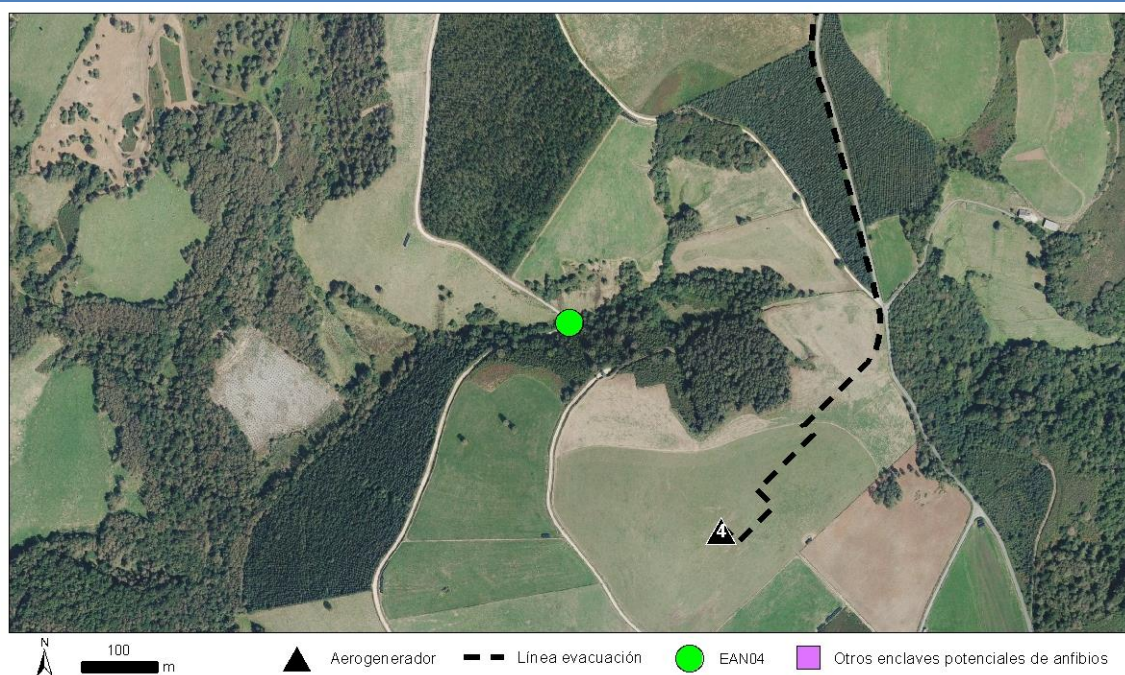 4
N
100
m
Aerogenerador
Línea evacuación
EAN04
Otros enclaves potenciales de anfibios